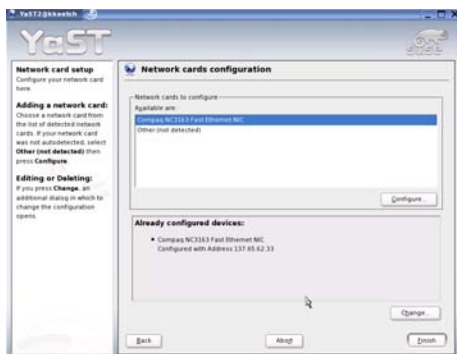 YaST2@kkeetch
YaST
SUSE
Network card setup
Configure your network card
here.
Adding a network card:
Choose a network card from
the list of detected network
cards. If your network card
was not autodetected, select
Other (not detected) then
press Configure.
Editing or Deleting:
If you press Change, an
additional dialog in which to
change the configuration
opens.
Network cards configuration
Network cards to configure
Available are:
Compaq NC3163 Fast Ethernet NIC
Other (not detected)
Configure...
Already configured devices:
• Compaq NC3163 Fast Ethernet NIC
Configured with Address 137.65.62.33
Change...
Back
Abort
Finish